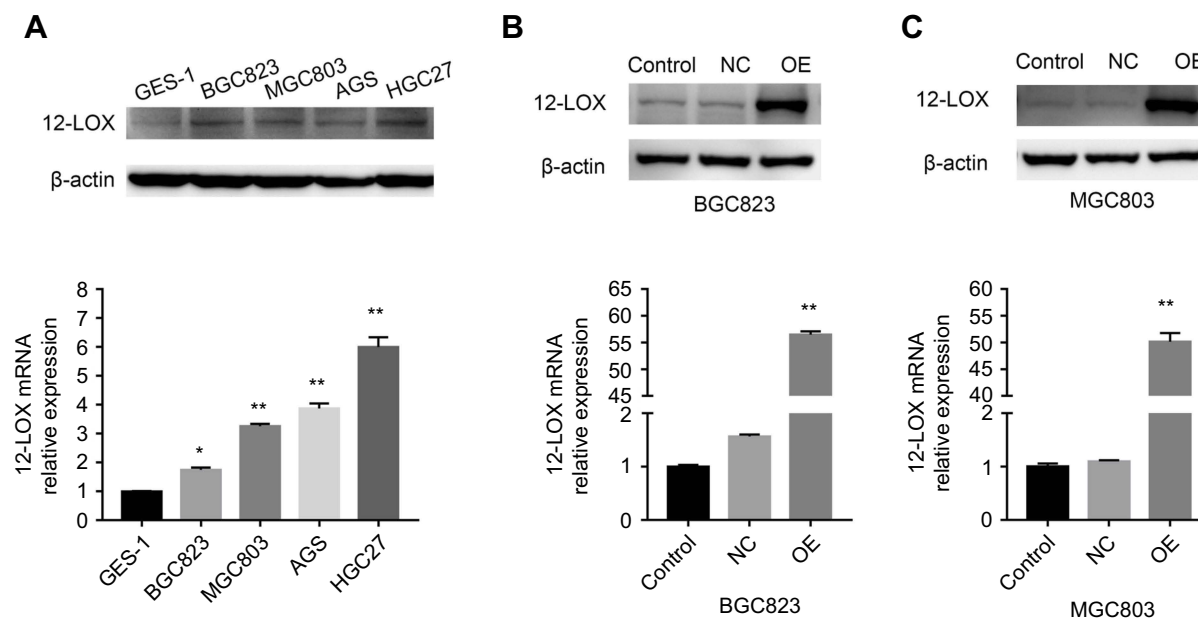 A
GES-1 BGC823 MGC803 AGS HGC27
12-LOX
β-actin
12-LOX mRNA
relative expression
8
7
6
5
4
3
2
1
0
*
**
**
**
GES-1
BGC823
MGC803
AGS
HGC27
B
Control NC OE
12-LOX
β-actin
BGC823
12-LOX mRNA
relative expression
65
60
55
50
45
2
1
0
**
Control
NC
OE
BGC823
C
Control NC OE
12-LOX
β-actin
MGC803
12-LOX mRNA
relative expression
60
55
50
45
40
2
1
0
**
Control
NC
OE
MGC803